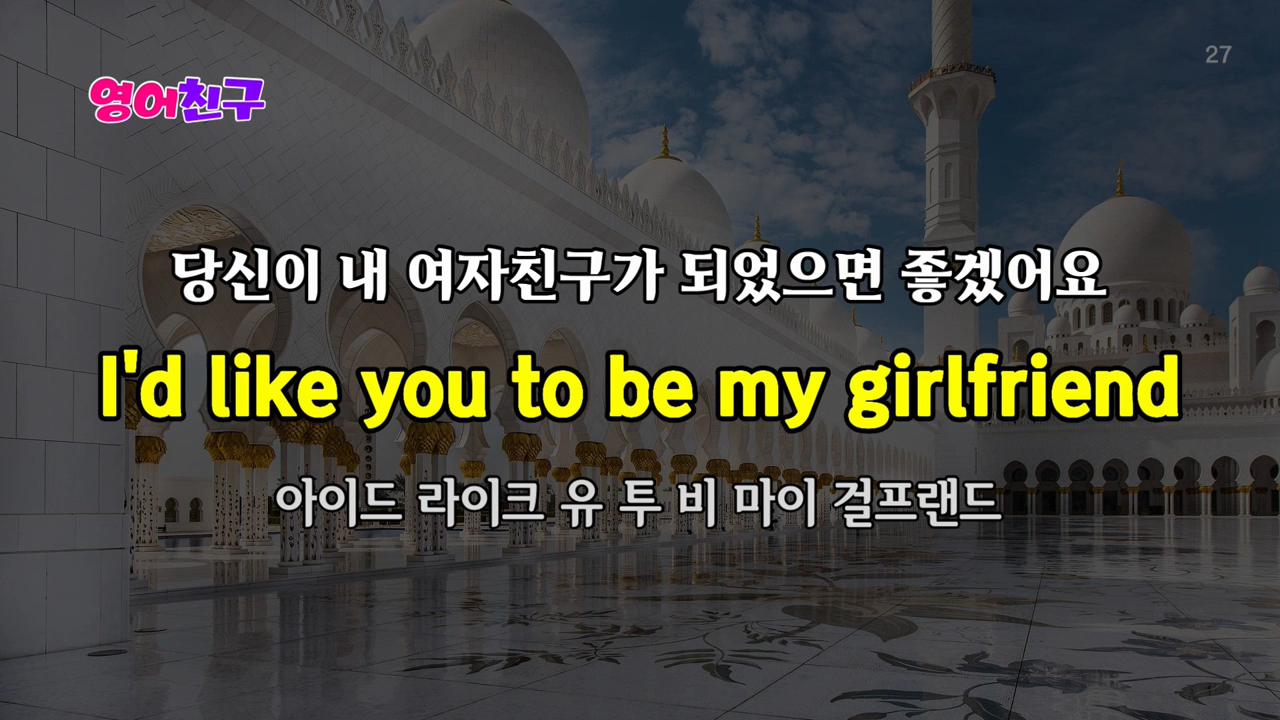 27
영어친구
당신이 내 여자친구가 되었으면 좋겠어요
I'd like you to be my girlfriend
아이드 라이크 유 투 비 마이 걸프랜드